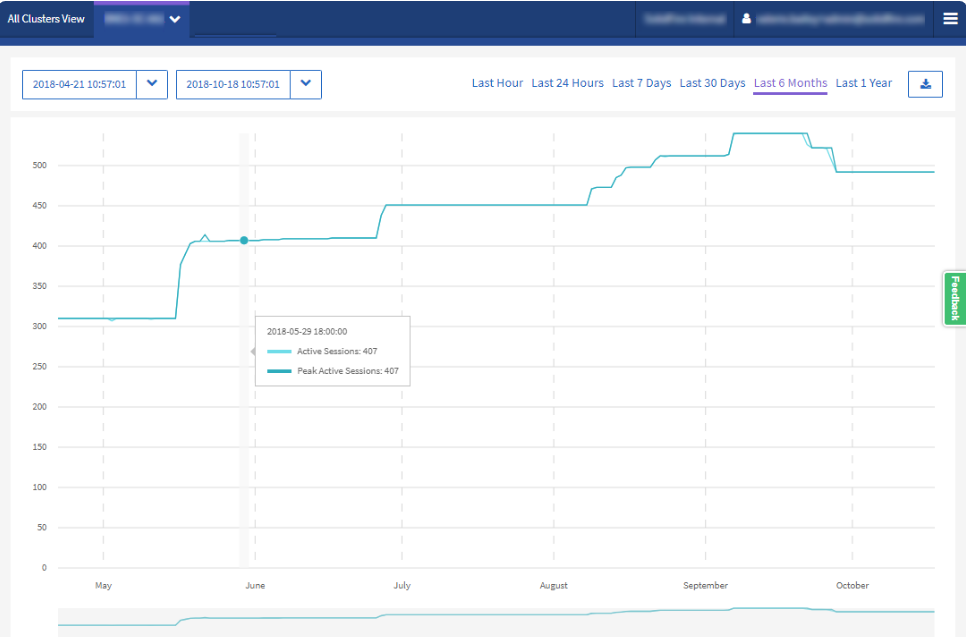 All Clusters View
2018-04-21 10:57:01 2018-10-18 10:57:01 Last Hour Last 24 Hours Last 7 Days Last 30 Days Last 6 Months Last 1 Year
500
450
400
350
300
250
200
150
100
50
0
2018-05-29 18:00:00
Active Sessions: 407
Peak Active Sessions: 407
Feedback
May June July August September October